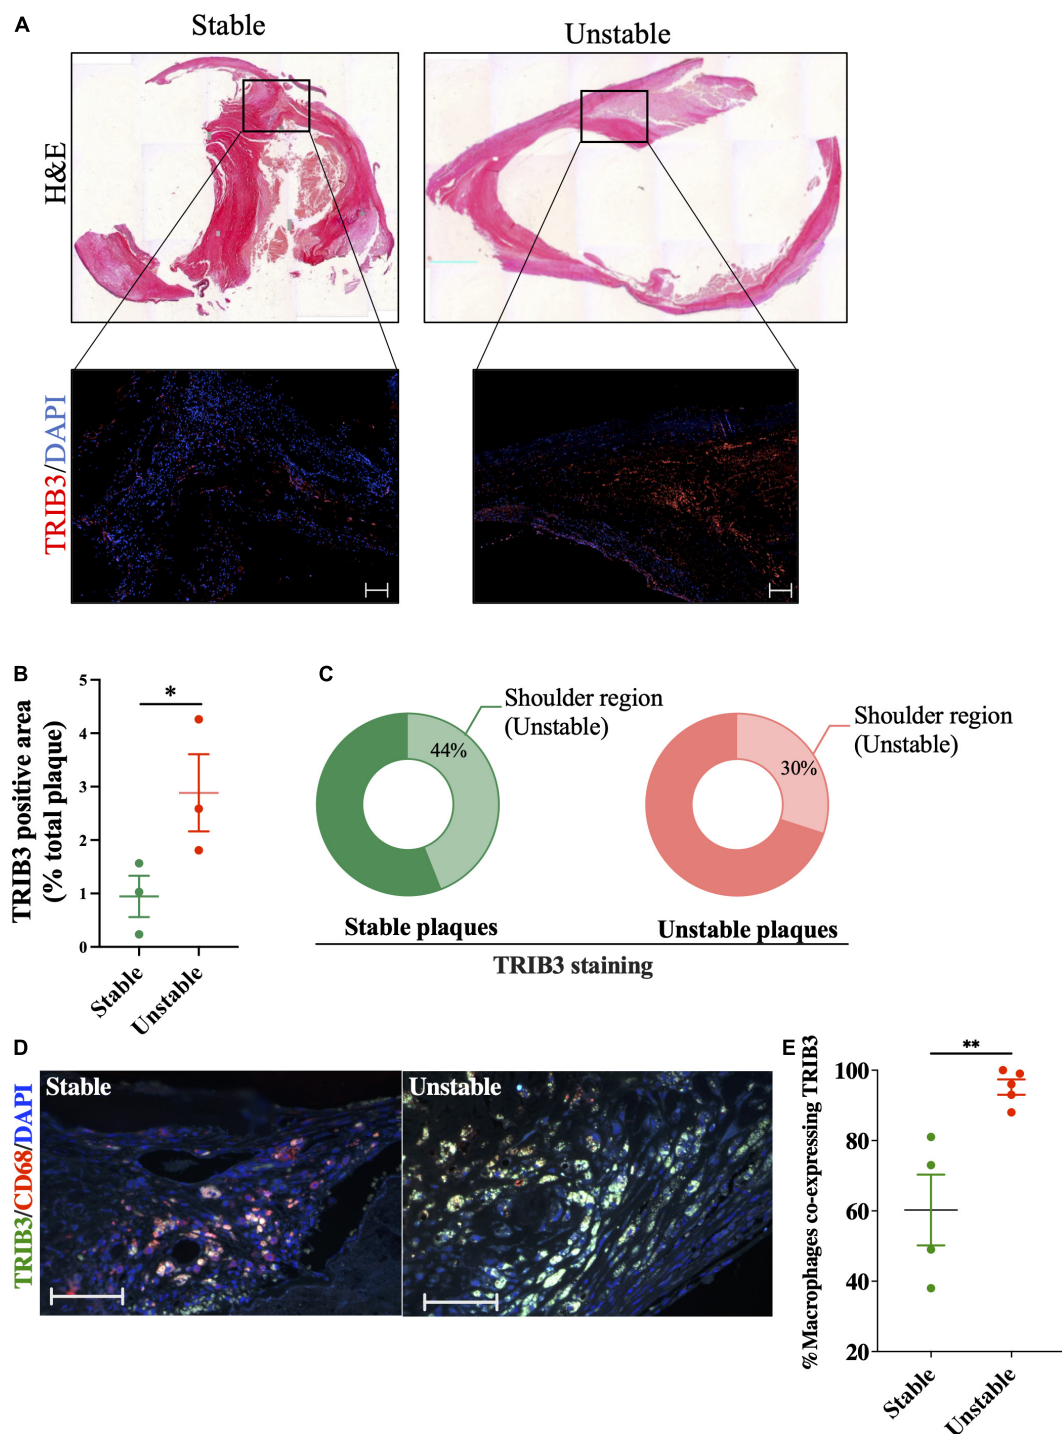 A
Stable
Unstable
H&E
TRIB3/DAPI
B
TRIB3 positive area
(% total plaque)
5
4
3
2
1
0
*
Stable
Unstable
C
Shoulder region
(Unstable)
44%
Stable plaques
Shoulder region
(Unstable)
30%
Unstable plaques
TRIB3 staining
D
TRIB3/CD68/DAPI
Stable
Unstable
E
%Macrophages co-expressing TRIB3
100
80
60
40
20
**
Stable
Unstable